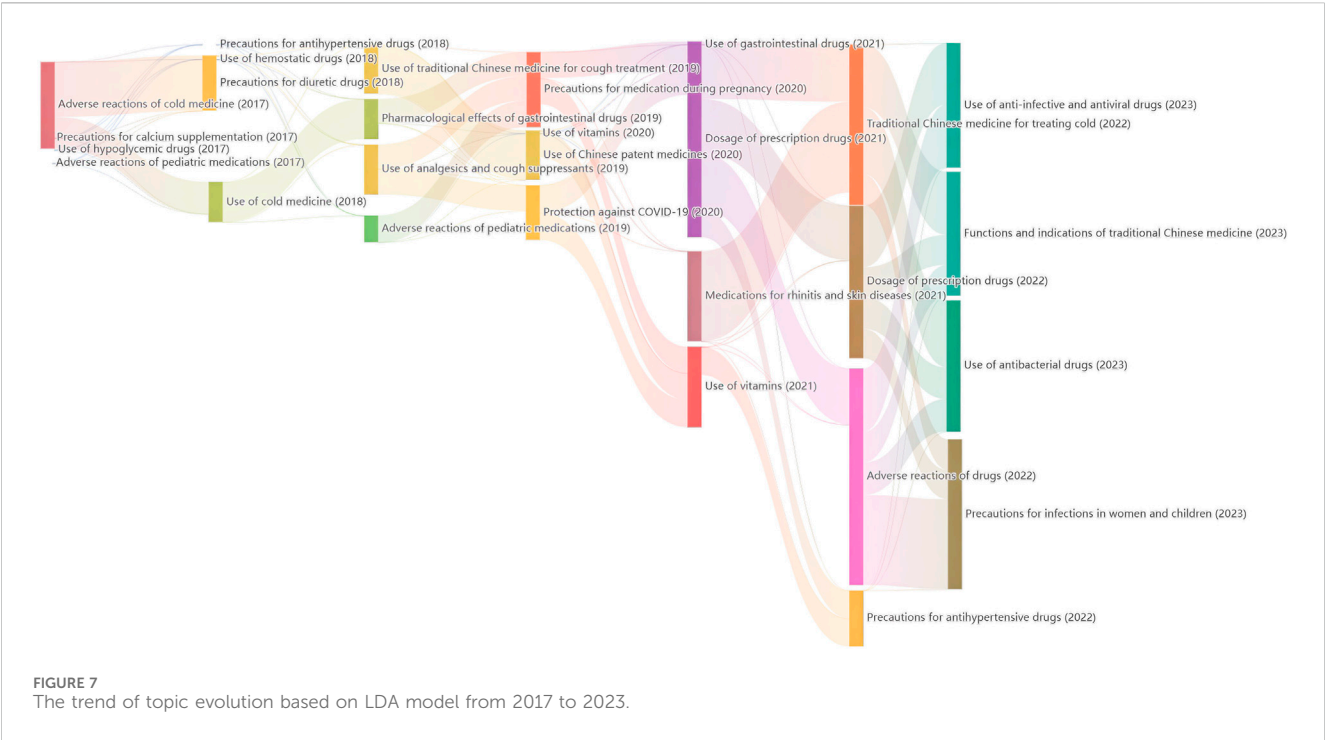 Adverse reactions of cold medicine (2017)
Precautions for calcium supplementation (2017)
Use of hypoglycemic drugs (2017)
Adverse reactions of pediatric medications (2017)
Precautions for antihypertensive drugs (2018)
Use of hemostatic drugs (2018)
Precautions for diuretic drugs (2018)
Use of cold medicine (2018)
Use of traditional Chinese medicine for cough treatment (2019)
Pharmacological effects of gastrointestinal drugs (2019)
Use of analgesics and cough suppressants (2019)
Adverse reactions of pediatric medications (2019)
Precautions for medication during pregnancy (2020)
Use of vitamins (2020)
Use of Chinese patent medicines (2020)
Protection against COVID-19 (2020)
Use of gastrointestinal drugs (2021)
Dosage of prescription drugs (2021)
Medications for rhinitis and skin diseases (2021)
Use of vitamins (2021)
Traditional Chinese medicine for treating cold (2022)
Dosage of prescription drugs (2022)
Adverse reactions of drugs (2022)
Precautions for antihypertensive drugs (2022)
Use of anti-infective and antiviral drugs (2023)
Functions and indications of traditional Chinese medicine (2023)
Use of antibacterial drugs (2023)
Precautions for infections in women and children (2023)
FIGURE 7
The trend of topic evolution based on LDA model from 2017 to 2023.